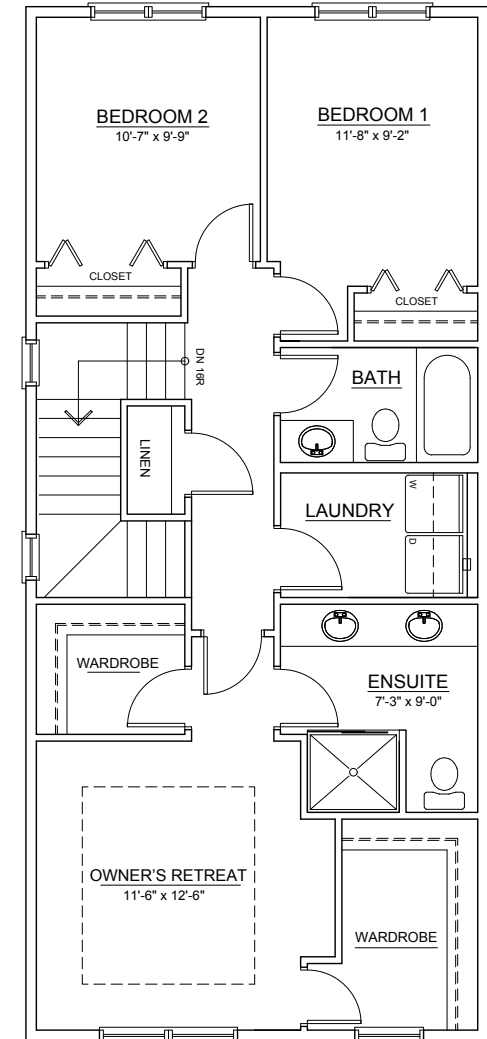 BEDROOM 2
10'-7" x 9'-9"
BEDROOM 1
11'-8" x 9'-2"
CLOSET
CLOSET
DN 16R
BATH
LINEN
LAUNDRY
W
D
WARDROBE
ENSUITE
7'-3" x 9'-0"
OWNER'S RETREAT
11'-6" x 12'-6"
WARDROBE